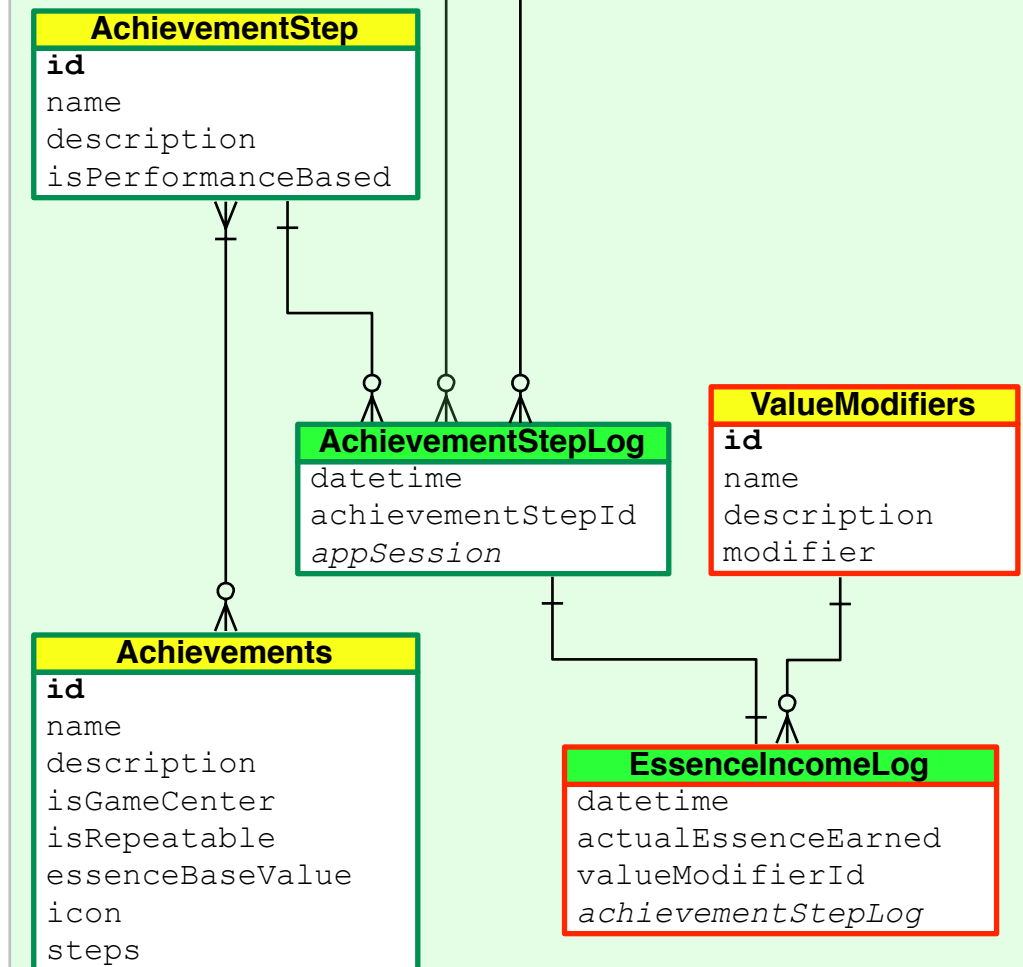 AchievementStep
id
name
description
isPerformanceBased
AchievementStepLog
datetime
achievementStepId
appSession
ValueModifiers
id
name
description
modifier
Achievements
id
name
description
isGameCenter
isRepeatable
essenceBaseValue
icon
steps
EssenceIncomeLog
datetime
actualEssenceEarned
valueModifierId
achievementStepLog